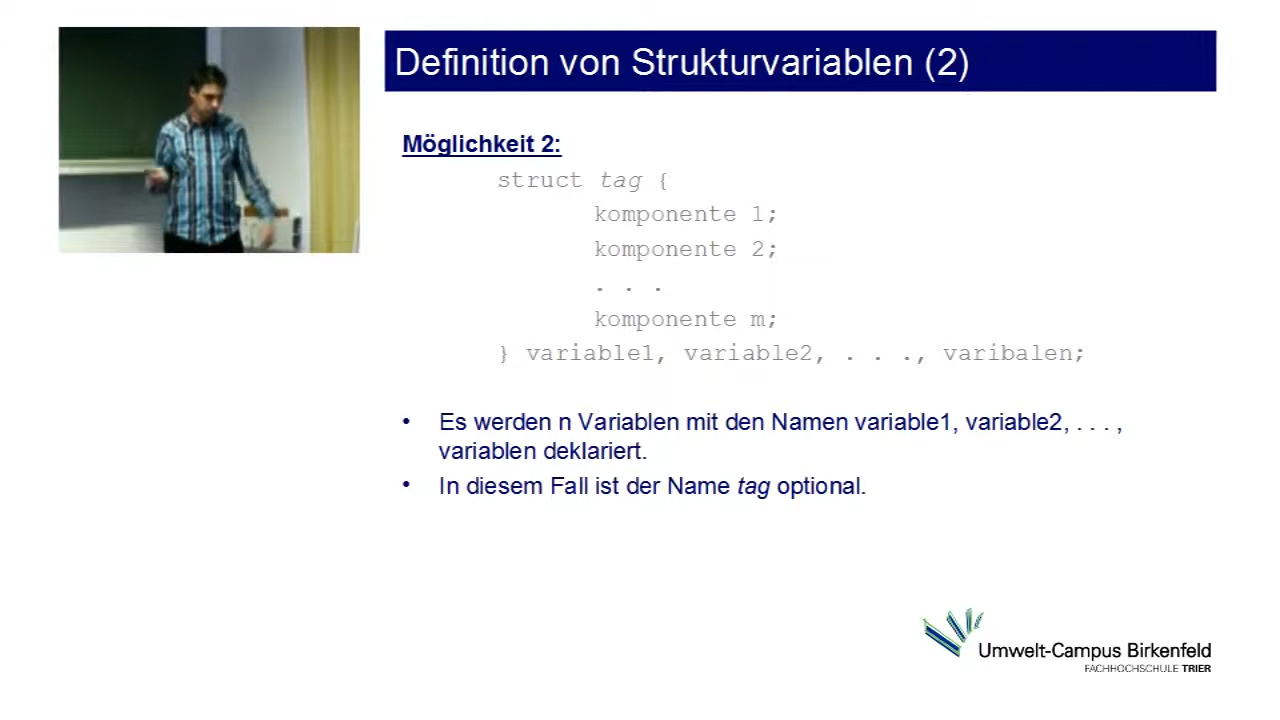 Definition von Strukturvariablen (2)
Möglichkeit 2:
struct tag {
komponente 1;
komponente 2;
. . .
komponente m;
} variable1, variable2, . . ., varibalen;
• Es werden n Variablen mit den Namen variable1, variable2, . . . ,
variablen deklariert.
• In diesem Fall ist der Name tag optional.
Umwelt-Campus Birkenfeld
FACHHOCHSCHULE TRIER